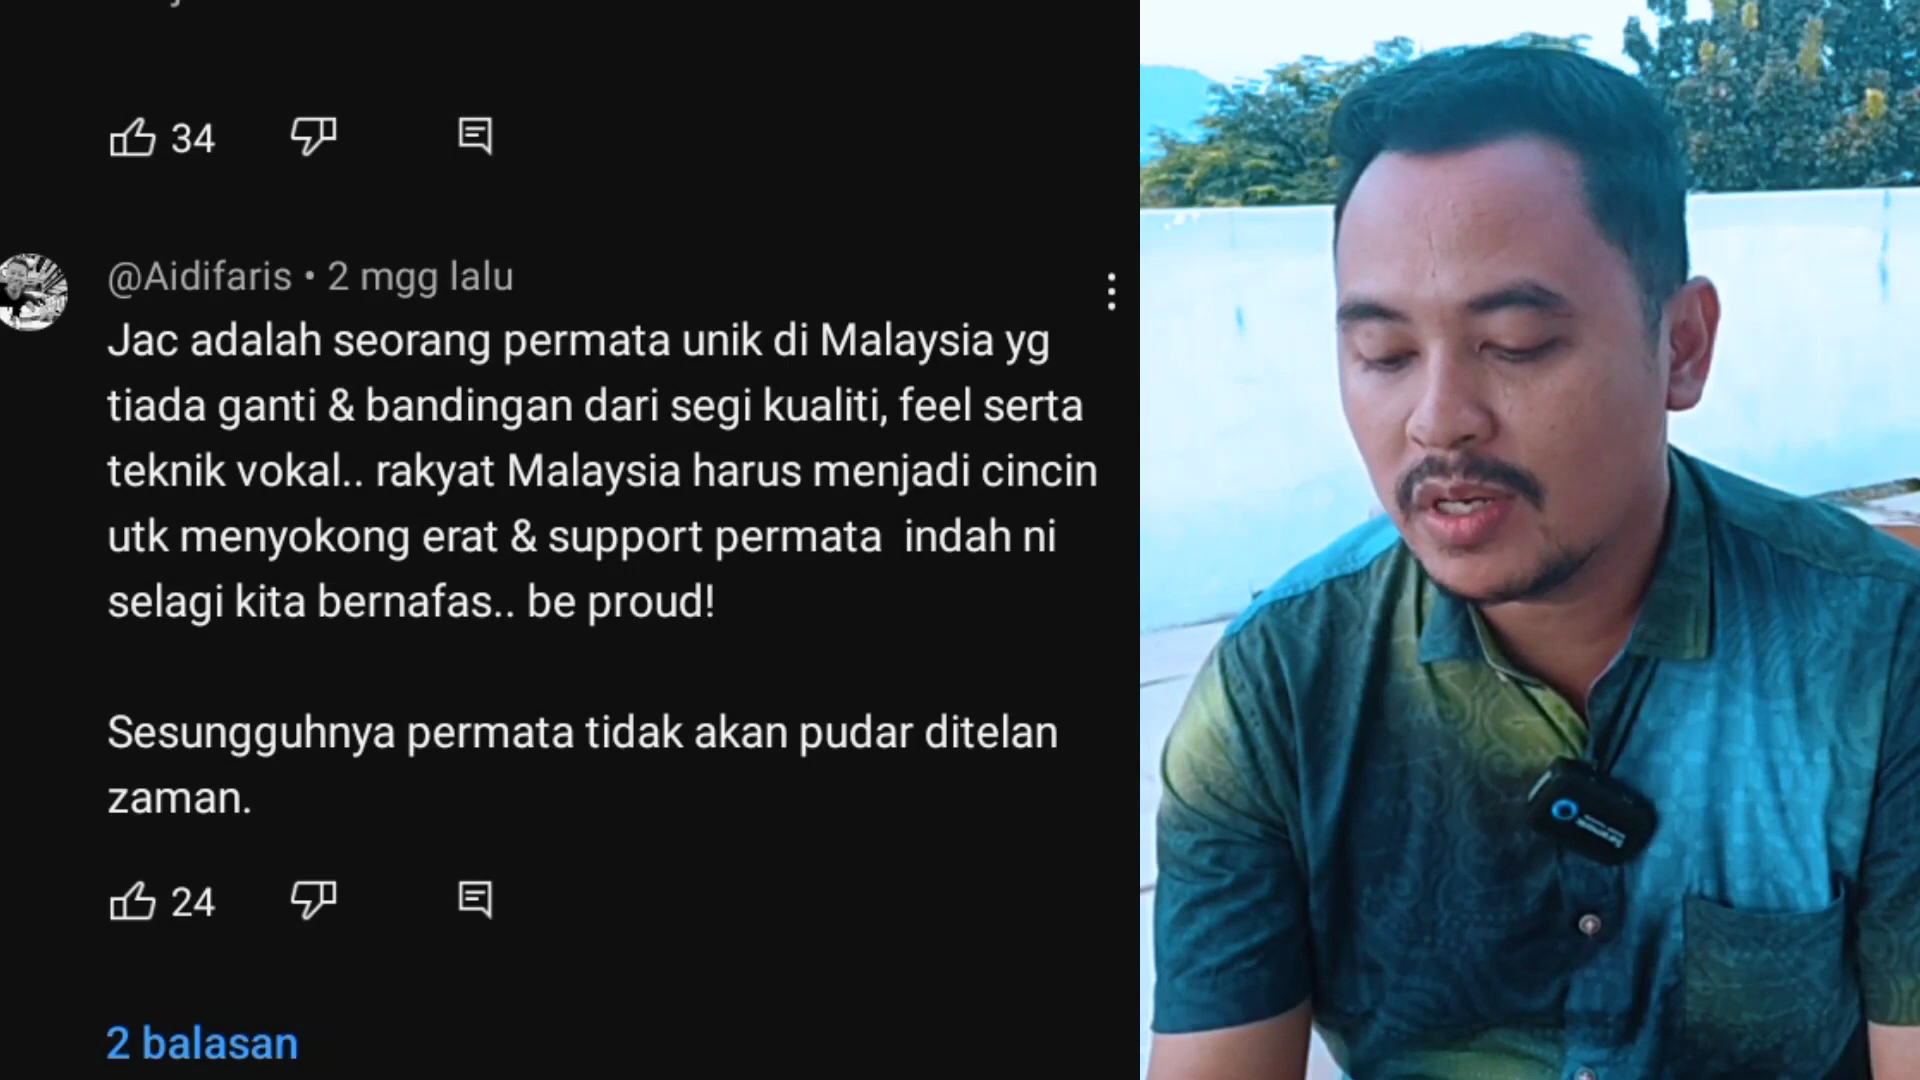 34
@Aidifaris • 2 mgg lalu
Jac adalah seorang permata unik di Malaysia yg
tiada ganti & bandingan dari segi kualiti, feel serta
teknik vokal.. rakyat Malaysia harus menjadi cincin
utk menyokong erat & support permata  indah ni
selagi kita bernafas.. be proud!
Sesungguhnya permata tidak akan pudar ditelan
zaman.
24
2 balasan